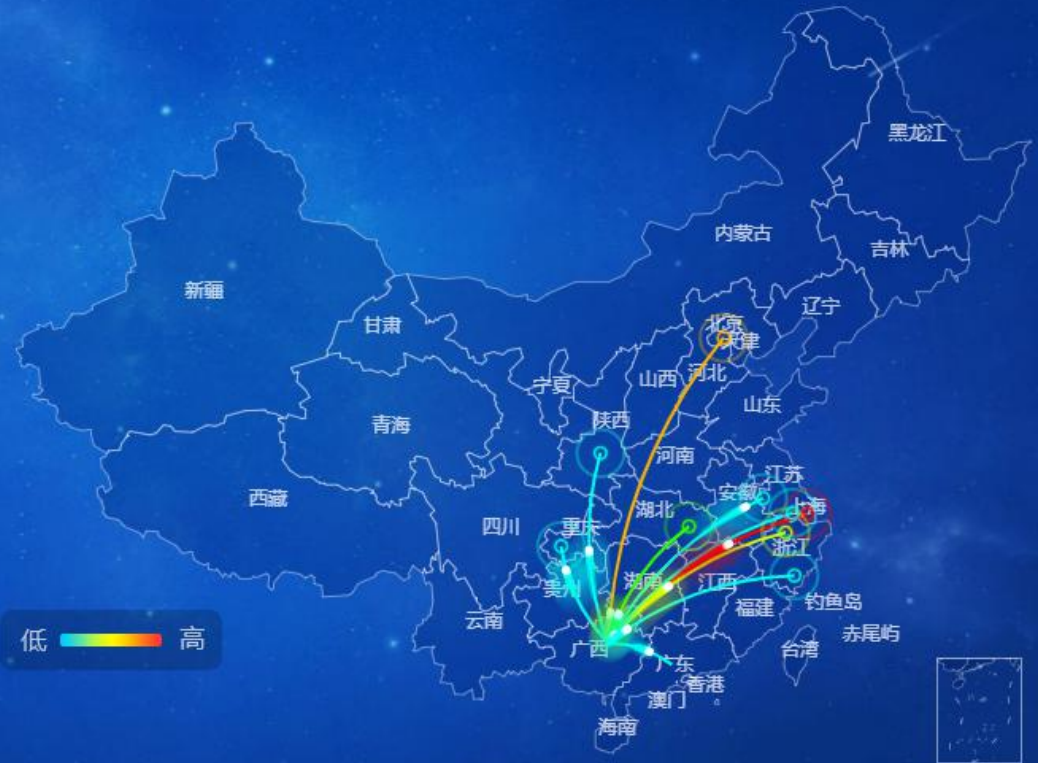 黑龙江
内蒙古
吉林
新疆
辽宁
甘肃
北京
天津
河北
山西
宁夏
山东
陕西
青海
河南
江苏
安徽
西藏
上海
湖北
四川
重庆
浙江
湖南
江西
贵州
钓鱼岛
福建
云南
赤尾屿
低
高
广西
台湾
广东
香港
澳门
海南